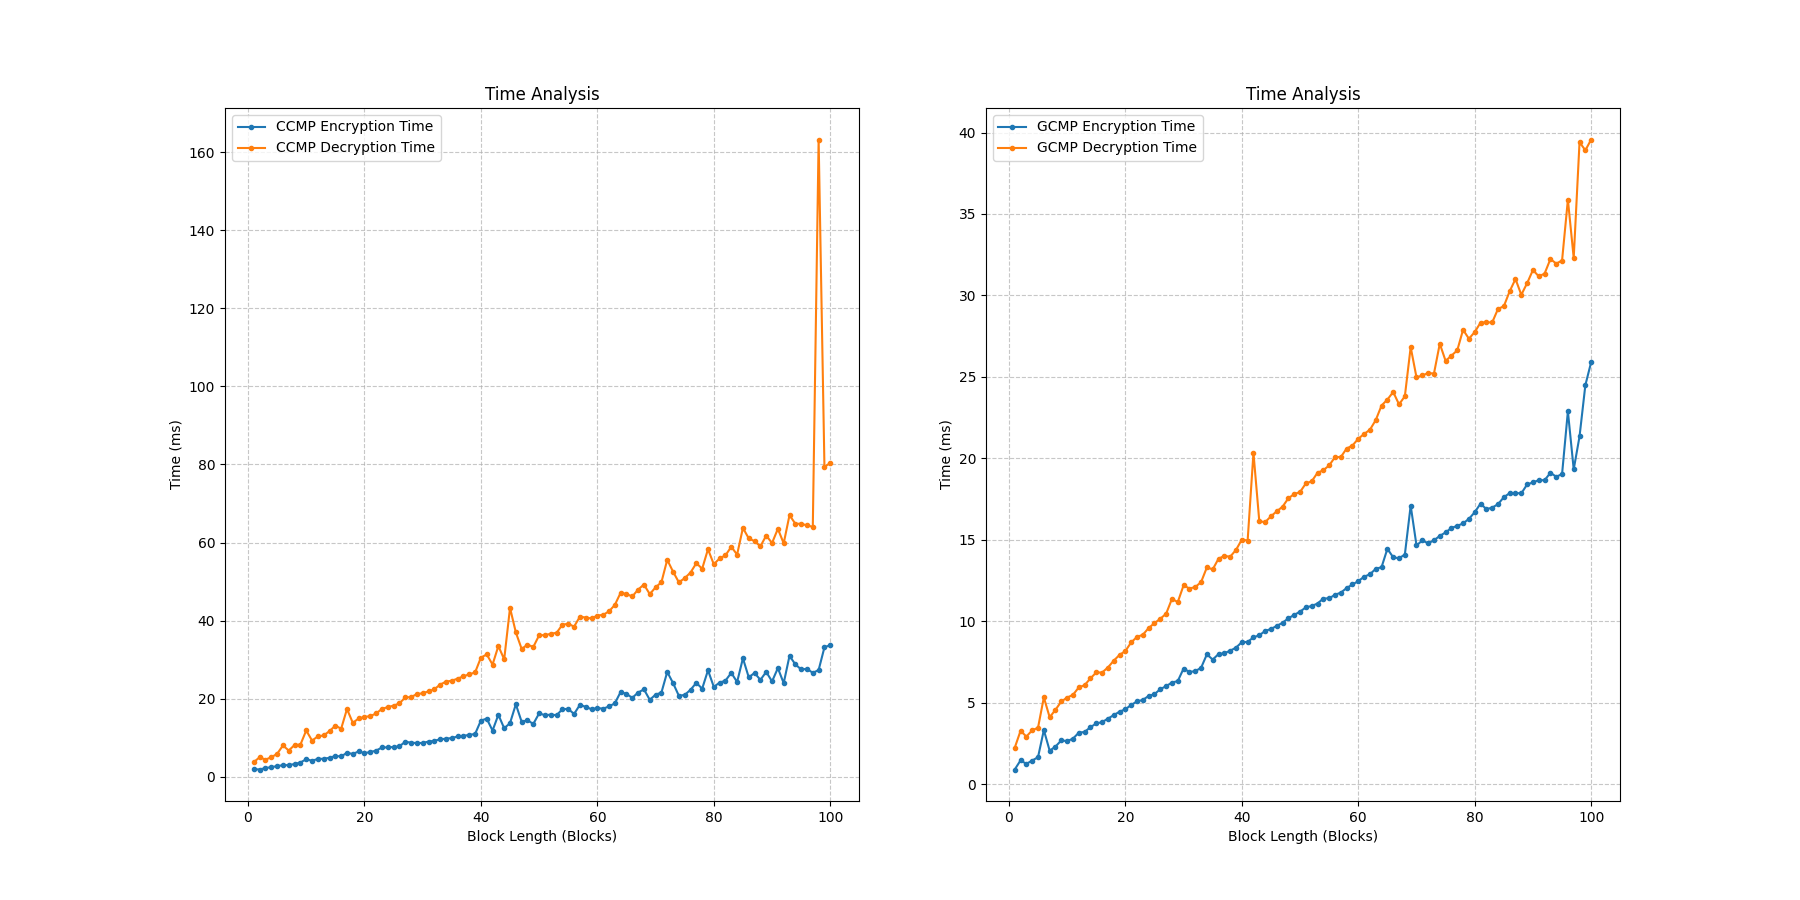 Time Analysis
CCMP Encryption Time
CCMP Decryption Time
160
140
120
100
80
60
40
20
0
Time (ms)
0 20 40 60 80 100
Block Length (Blocks)
Time Analysis
GCMP Encryption Time
GCMP Decryption Time
40
35
30
25
20
15
10
5
0
Time (ms)
0 20 40 60 80 100
Block Length (Blocks)